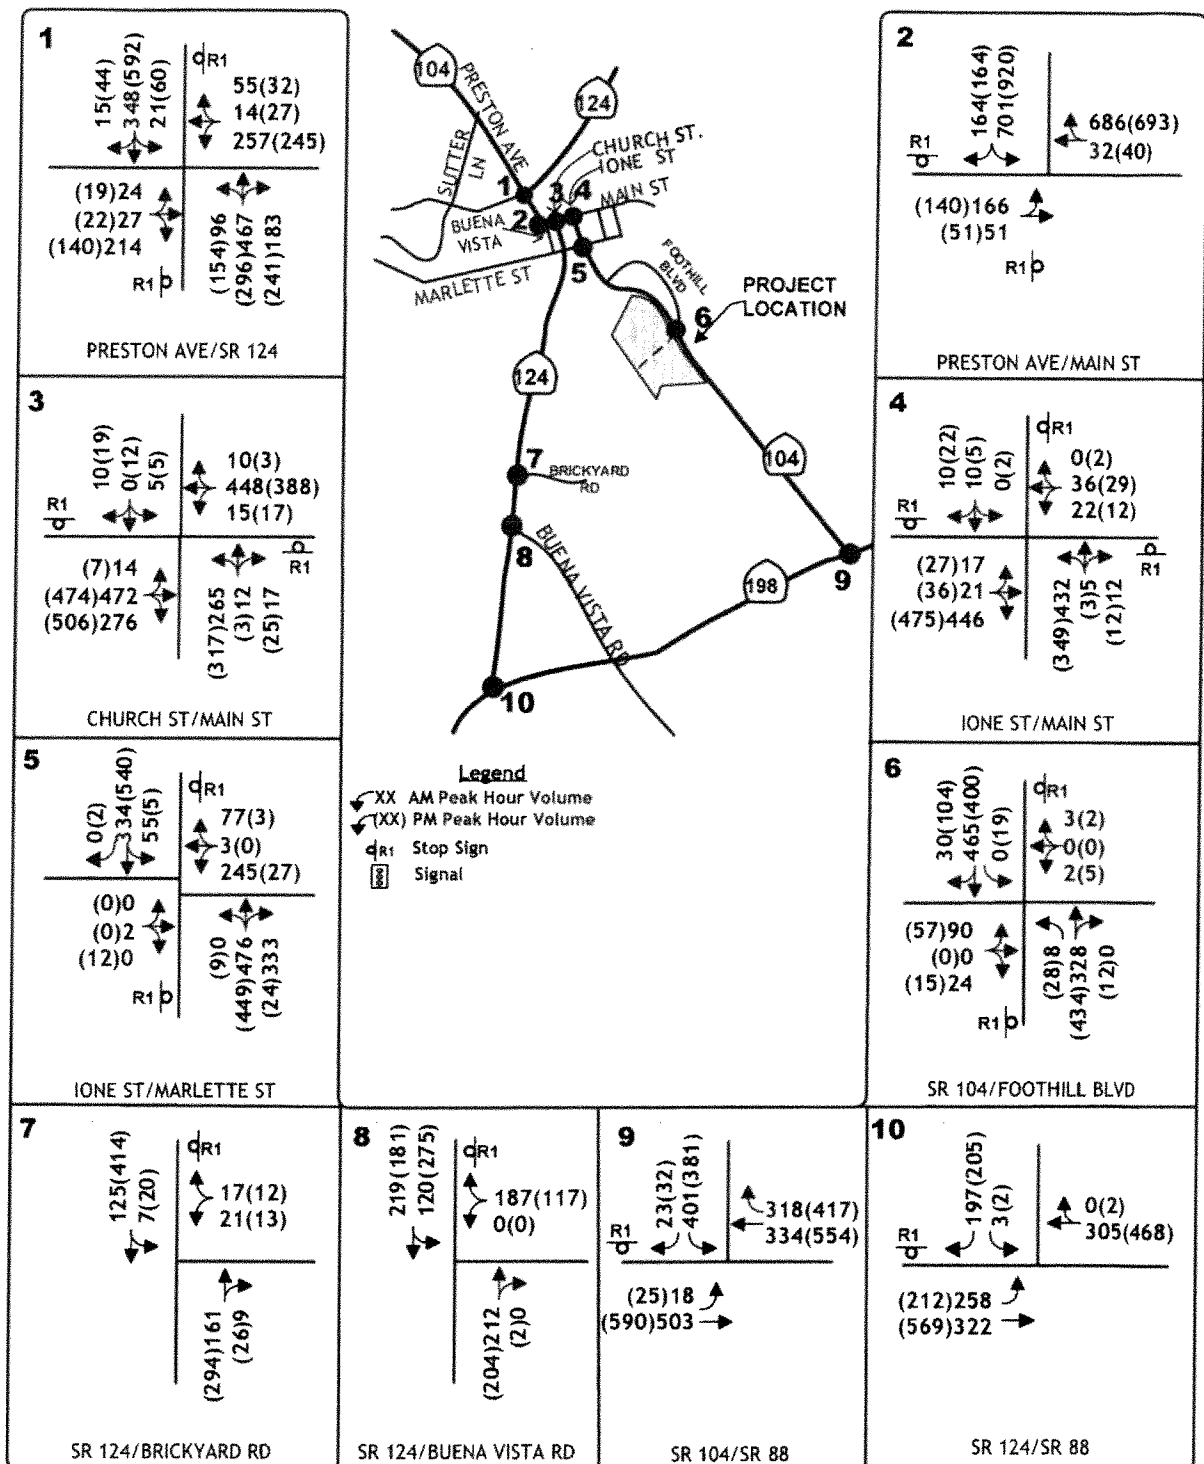 1
15(44)
348(592)
21(60)
R1
55(32)
14(27)
257(245)
(19)24
(22)27
(140)214
R1
(154)96
(296)467
(241)183
PRESTON AVE/SR 124
104
PRESTON AVE
124
SUTTER
LN
CHURCH ST.
IONE ST
MAIN ST
1
2
3
4
BUENA
VISTA
5
MARLETTE ST
FOOTHILL
BLVD
6
PROJECT
LOCATION
124
7
BRICKYARD
RD
104
8
BUENA VISTA RD
198
9
10
Legend
XX AM Peak Hour Volume
(XX) PM Peak Hour Volume
R1 Stop Sign
Signal
2
R1
164(164)
701(920)
686(693)
32(40)
(140)166
(51)51
R1
PRESTON AVE/MAIN ST
3
10(19)
0(12)
5(5)
R1
10(3)
448(388)
15(17)
R1
(7)14
(474)472
(506)276
(317)265
(3)12
(25)17
CHURCH ST/MAIN ST
4
10(22)
10(5)
0(2)
R1
R1
0(2)
36(29)
22(12)
R1
(27)17
(36)21
(475)446
(349)432
(3)5
(12)12
IONE ST/MAIN ST
5
0(2)
334(540)
55(5)
R1
77(3)
3(0)
245(27)
(0)0
(0)2
(12)0
R1
(9)0
(449)476
(24)333
IONE ST/MARLETTE ST
6
30(104)
465(400)
0(19)
R1
3(2)
0(0)
2(5)
(57)90
(0)0
(15)24
R1
(28)8
(434)328
(12)0
SR 104/FOOTHILL BLVD
7
125(414)
7(20)
R1
17(12)
21(13)
(294)161
(26)9
SR 124/BRICKYARD RD
8
219(181)
120(275)
R1
187(117)
0(0)
(204)212
(2)0
SR 124/BUENA VISTA RD
9
R1
23(32)
401(381)
318(417)
334(554)
(25)18
(590)503
SR 104/SR 88
10
R1
197(205)
3(2)
0(2)
305(468)
(212)258
(569)322
SR 124/SR 88